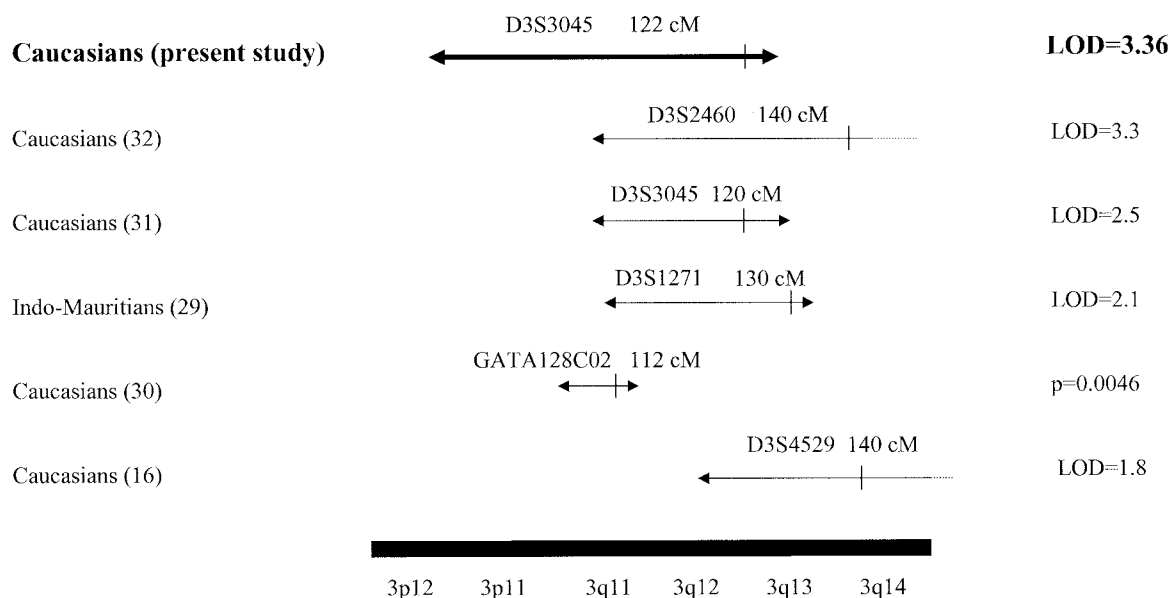 D3S3045 122 cM
Caucasians (present study) LOD=3.36
D3S2460 140 cM
Caucasians (32) LOD=3.3
D3S3045 120 cM
Caucasians (31) LOD=2.5
D3S1271 130 cM
Indo-Mauritians (29) LOD=2.1
GATA128C02 112 cM
Caucasians (30) p=0.0046
D3S4529 140 cM
Caucasians (16) LOD=1.8
3p12 3p11 3q11 3q12 3q13 3q14